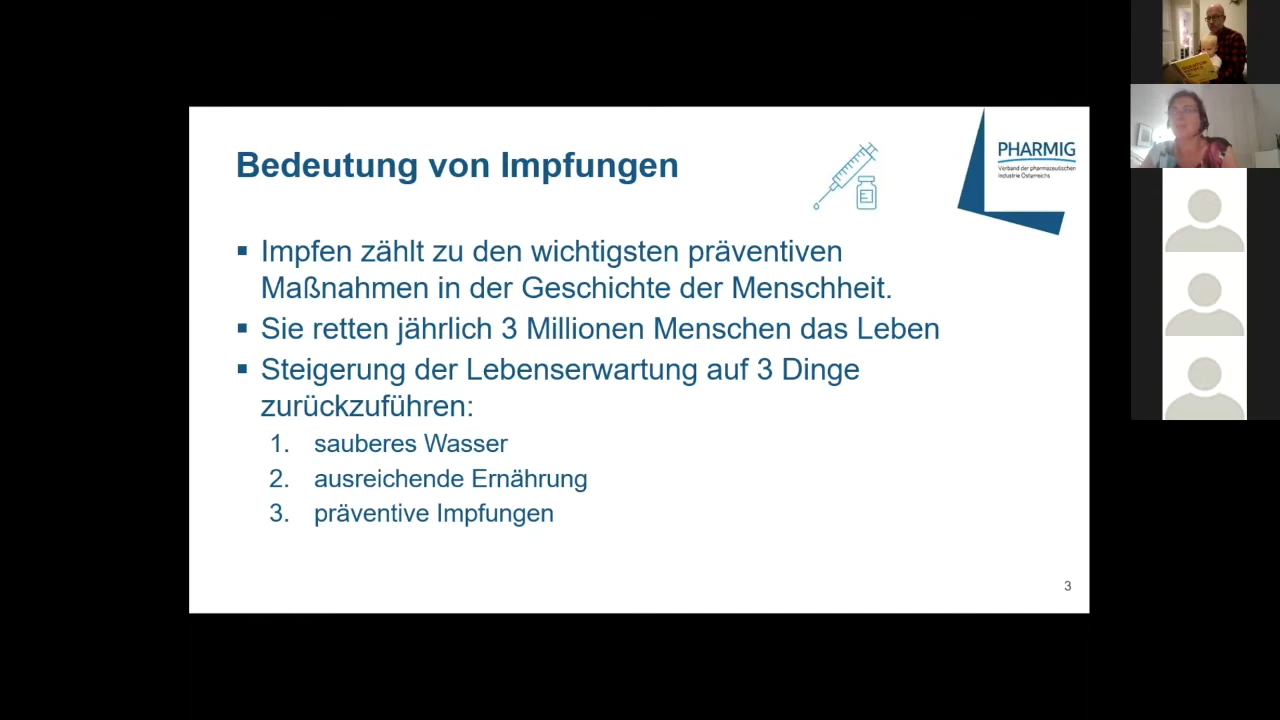 Bedeutung von Impfungen
PHARMIG
Verband der pharmazeutischen
Industrie Österreichs
▪ Impfen zählt zu den wichtigsten präventiven
Maßnahmen in der Geschichte der Menschheit.
▪ Sie retten jährlich 3 Millionen Menschen das Leben
▪ Steigerung der Lebenserwartung auf 3 Dinge
zurückzuführen:
1. sauberes Wasser
2. ausreichende Ernährung
3. präventive Impfungen
3